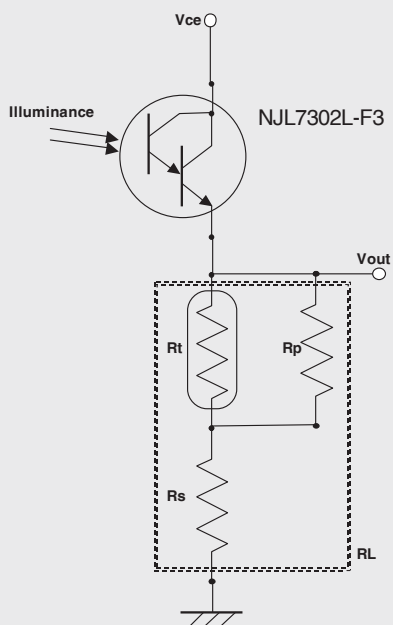 Vce
Illuminance
NJL7302L-F3
Vout
Rt
Rp
Rs
RL